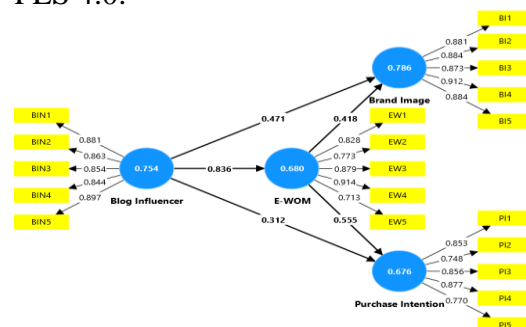 PLS 4.0.
BI1
BI2
BI3
BI4
BI5
0.881
0.884
0.873
0.912
0.884
0.786
Brand Image
0.471
0.418
BIN1
BIN2
BIN3
BIN4
BIN5
0.881
0.863
0.854
0.844
0.897
0.754
Blog Influencer
0.836
0.680
E-WOM
EW1
EW2
EW3
EW4
EW5
0.828
0.773
0.879
0.914
0.713
0.312
0.555
0.676
Purchase Intention
0.853
0.748
0.856
0.877
0.770
PI1
PI2
PI3
PI4
PI5